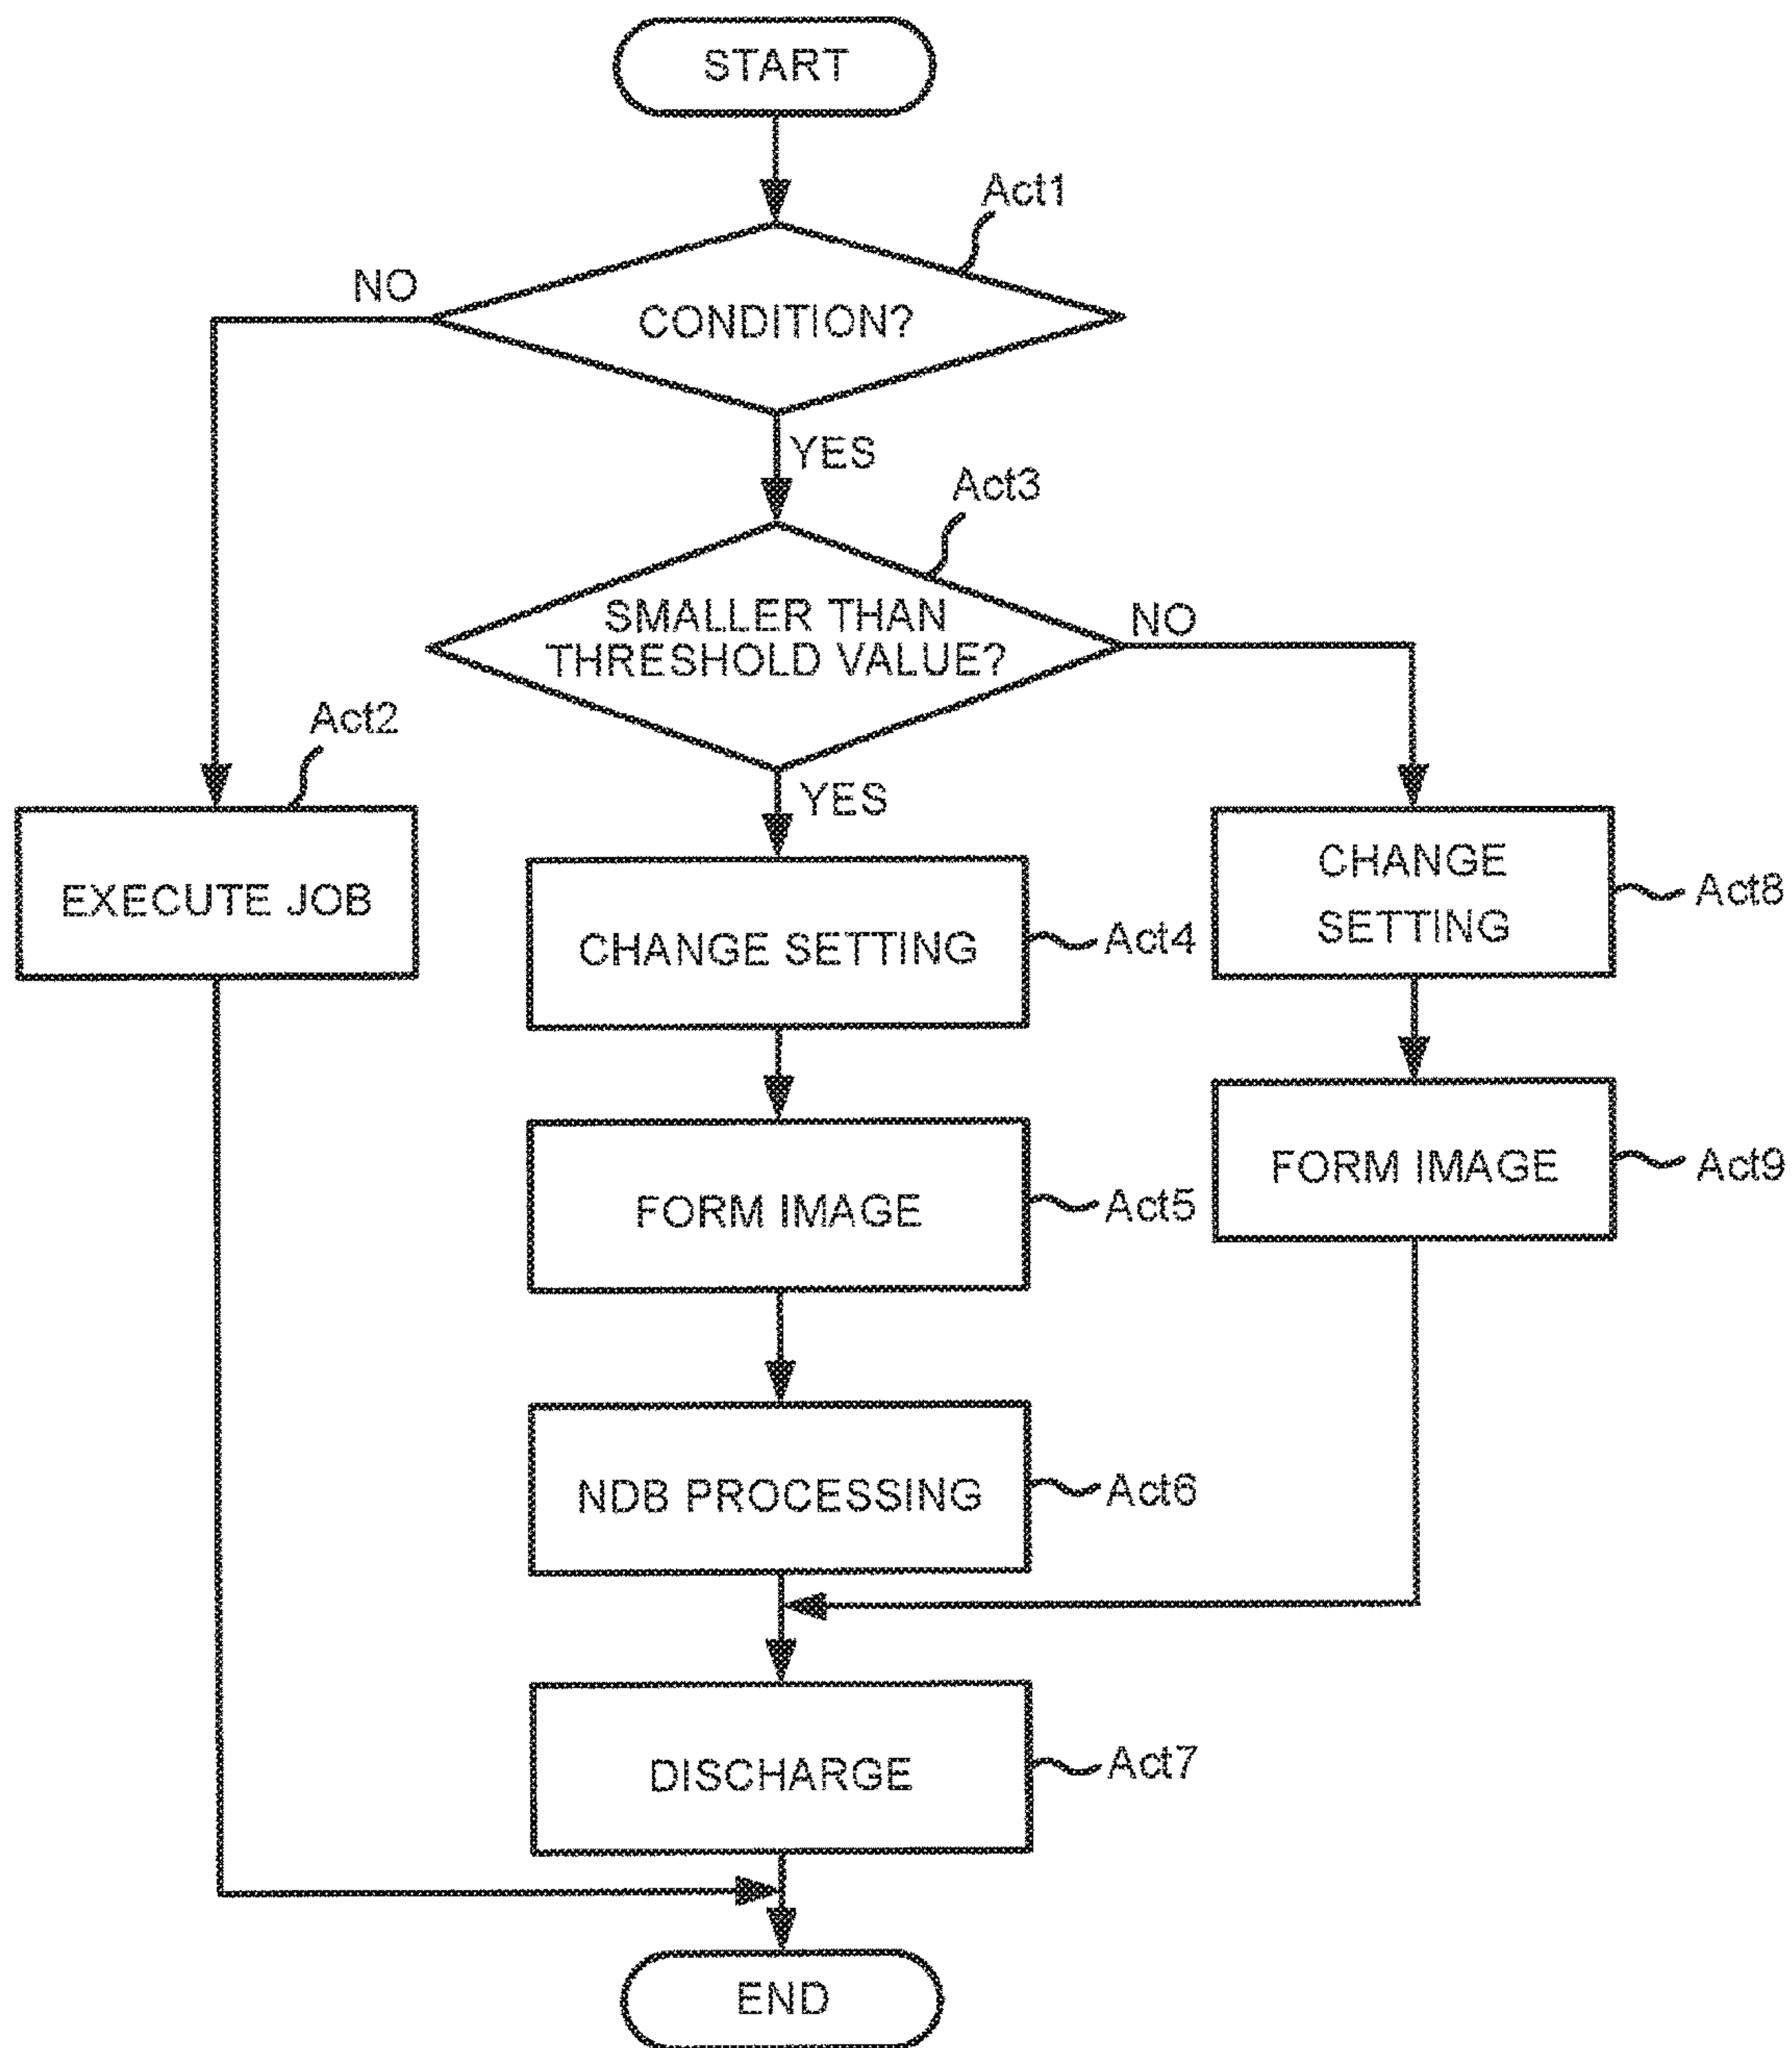 START
Act1
NO
CONDITION?
YES
Act3
SMALLER THAN
THRESHOLD VALUE?
NO
Act2
YES
EXECUTE JOB
CHANGE SETTING
Act4
CHANGE
SETTING
Act8
FORM IMAGE
Act5
FORM IMAGE
Act9
NDB PROCESSING
Act6
DISCHARGE
Act7
END